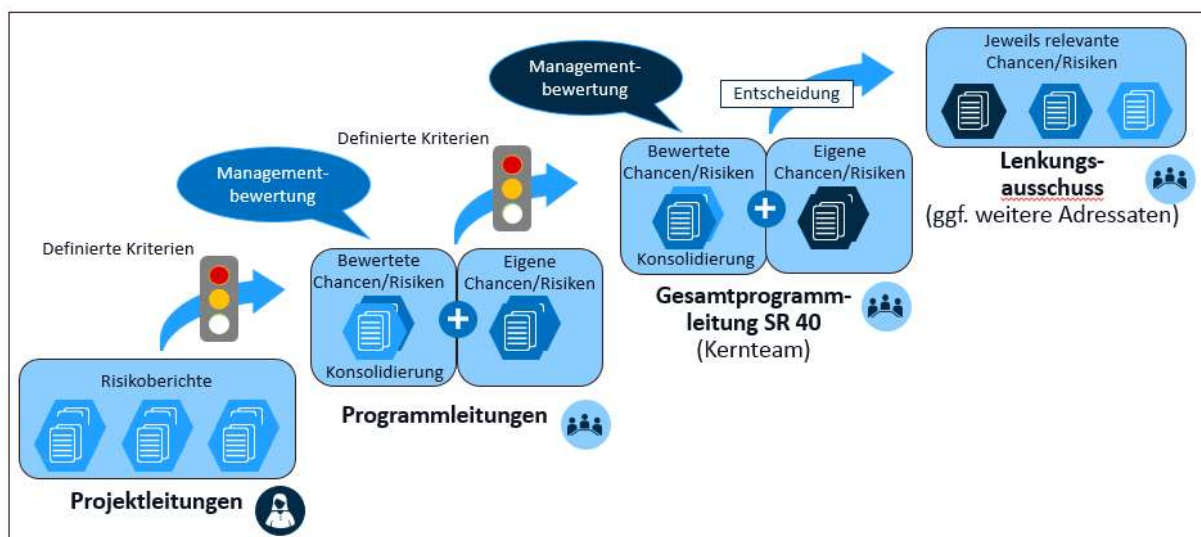 Risikoberichte
Projektleitungen
Definierte Kriterien
Management-
bewertung
Bewertete
Chancen/Risiken
Konsolidierung
+
Eigene
Chancen/Risiken
Programmleitungen
Definierte Kriterien
Management-
bewertung
Bewertete
Chancen/Risiken
Konsolidierung
+
Eigene
Chancen/Risiken
Gesamtprogramm-
leitung SR 40
(Kernteam)
Entscheidung
Jeweils relevante
Chancen/Risiken
Lenkungs-
ausschuss
(ggf. weitere Adressaten)